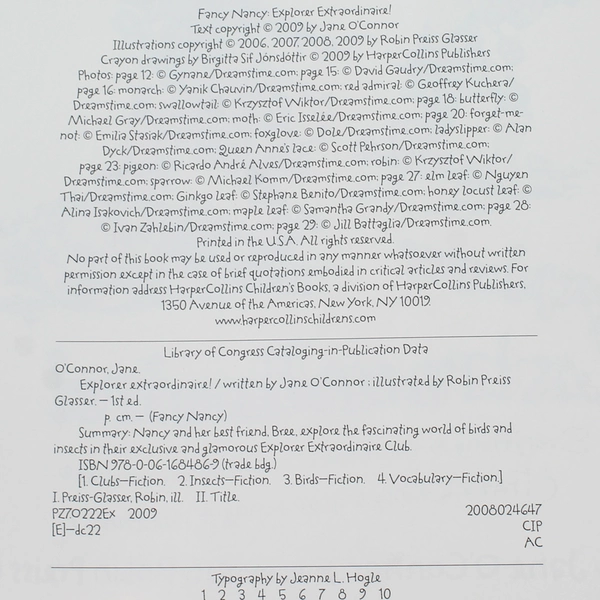 Fancy Nancy: Explorer Extraordinaire!
Text copyright © 2009 by Jane O'Connor
Illustrations copyright © 2006, 2007, 2008, 2009 by Robin Preiss Glasser
Crayon drawings by Birgitta Sif Jónsdóttir © 2009 by HarperCollins Publishers
Photos: page 12: © Gynane/Dreamstime.com; page 15: © David Gaudry/Dreamstime.com;
page 16: monarch: © Yanik Chauvin/Dreamstime.com; red admiral: © Geoffrey Kuchera/
Dreamstime.com; swallowtail: © Krzysztof Wiktor/Dreamstime.com; page 18: butterfly: ©
Michael Gray/Dreamstime.com; moth: © Eric Isselée/Dreamstime.com; page 20: forget-me-
not: © Emilia Stasiak/Dreamstime.com; foxglove: © Dole/Dreamstime.com; ladyslipper: © Alan
Dyck/Dreamstime.com; Queen Anne's lace: © Scott Pehrson/Dreamstime.com;
page 23: pigeon: © Ricardo André Alves/Dreamstime.com; robin: © Krzysztof Wiktor/
Dreamstime.com; sparrow: © Michael Komm/Dreamstime.com; page 27: elm leaf: © Nguyen
Thai/Dreamstime.com; Ginkgo leaf: © Stephane Benito/Dreamstime.com; honey locust leaf: ©
Alina Isakovich/Dreamstime.com; maple leaf: © Samantha Grandy/Dreamstime.com; page 28:
© Ivan Zahlebin/Dreamstime.com; page 29: © Jill Battaglia/Dreamstime.com.
Printed in the U.S.A. All rights reserved.
No part of this book may be used or reproduced in any manner whatsoever without written
permission except in the case of brief quotations embodied in critical articles and reviews. For
information address HarperCollins Children's Books, a division of HarperCollins Publishers,
1350 Avenue of the Americas, New York, NY 10019.
www.harpercollinschildrens.com
Library of Congress Cataloging-in-Publication Data
O'Connor, Jane.
Explorer extraordinaire! / written by Jane O'Connor ; illustrated by Robin Preiss
Glasser. — 1st ed.
p. cm. — (Fancy Nancy)
Summary: Nancy and her best friend, Bree, explore the fascinating world of birds and
insects in their exclusive and glamorous Explorer Extraordinaire Club.
ISBN 978-0-06-168486-9 (trade bdg.)
[1. Clubs—Fiction. 2. Insects—Fiction. 3. Birds—Fiction. 4. Vocabulary—Fiction.]
I. Preiss-Glasser, Robin, ill. II. Title.
PZ7.O222Ex 2009 2008024647
[E]—dc22 CIP
AC
Typography by Jeanne L. Hogle
1 2 3 4 5 6 7 8 9 10